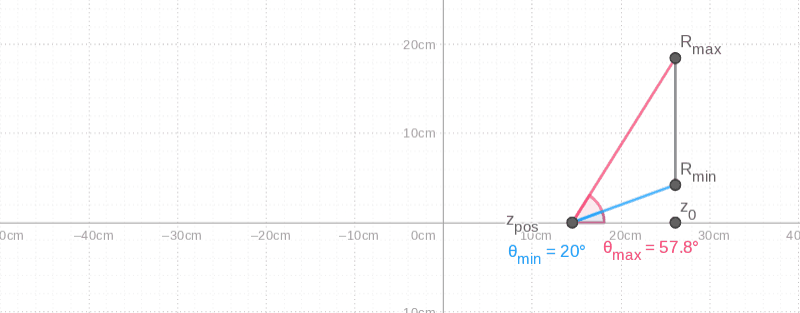 R_max
20cm
10cm
R_min
z_0
z_pos
0cm
−40cm
−30cm
−20cm
−10cm
0cm
10cm
20cm
30cm
40
θ_min = 20°
θ_max = 57.8°
10cm